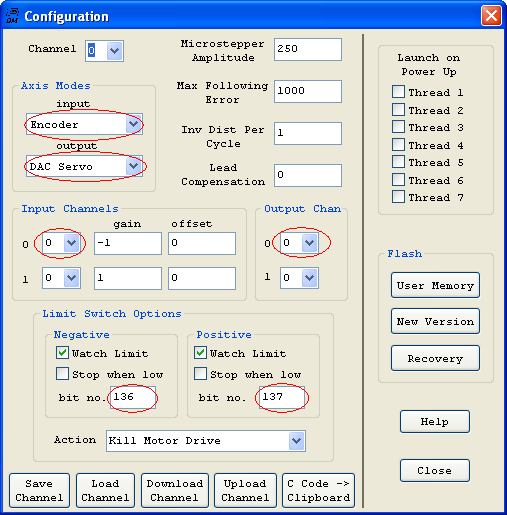 Configuration
Channel 0
Microstepper Amplitude 250
Max Following Error 1000
Inv Dist Per Cycle 1
Lead Compensation 0
Axis Modes
input
Encoder
output
DAC Servo
Input Channels
gain offset
0 0 -1 0
1 0 1 0
Output Chan
0 0
1 0
Limit Switch Options
Negative
Watch Limit
Stop when low
bit no. 136
Positive
Watch Limit
Stop when low
bit no. 137
Action Kill Motor Drive
Save Channel
Load Channel
Download Channel
Upload Channel
C Code -> Clipboard
Launch on Power Up
Thread 1
Thread 2
Thread 3
Thread 4
Thread 5
Thread 6
Thread 7
Flash
User Memory
New Version
Recovery
Help
Close